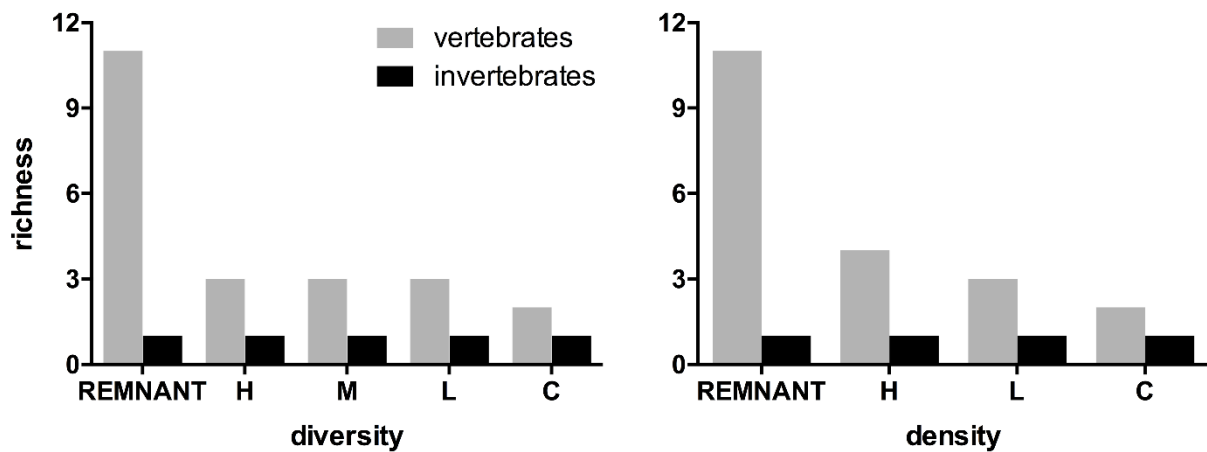 12
9
6
3
0
richness
vertebrates
invertebrates
REMNANT H M L C
diversity
12
9
6
3
0
REMNANT H L C
density